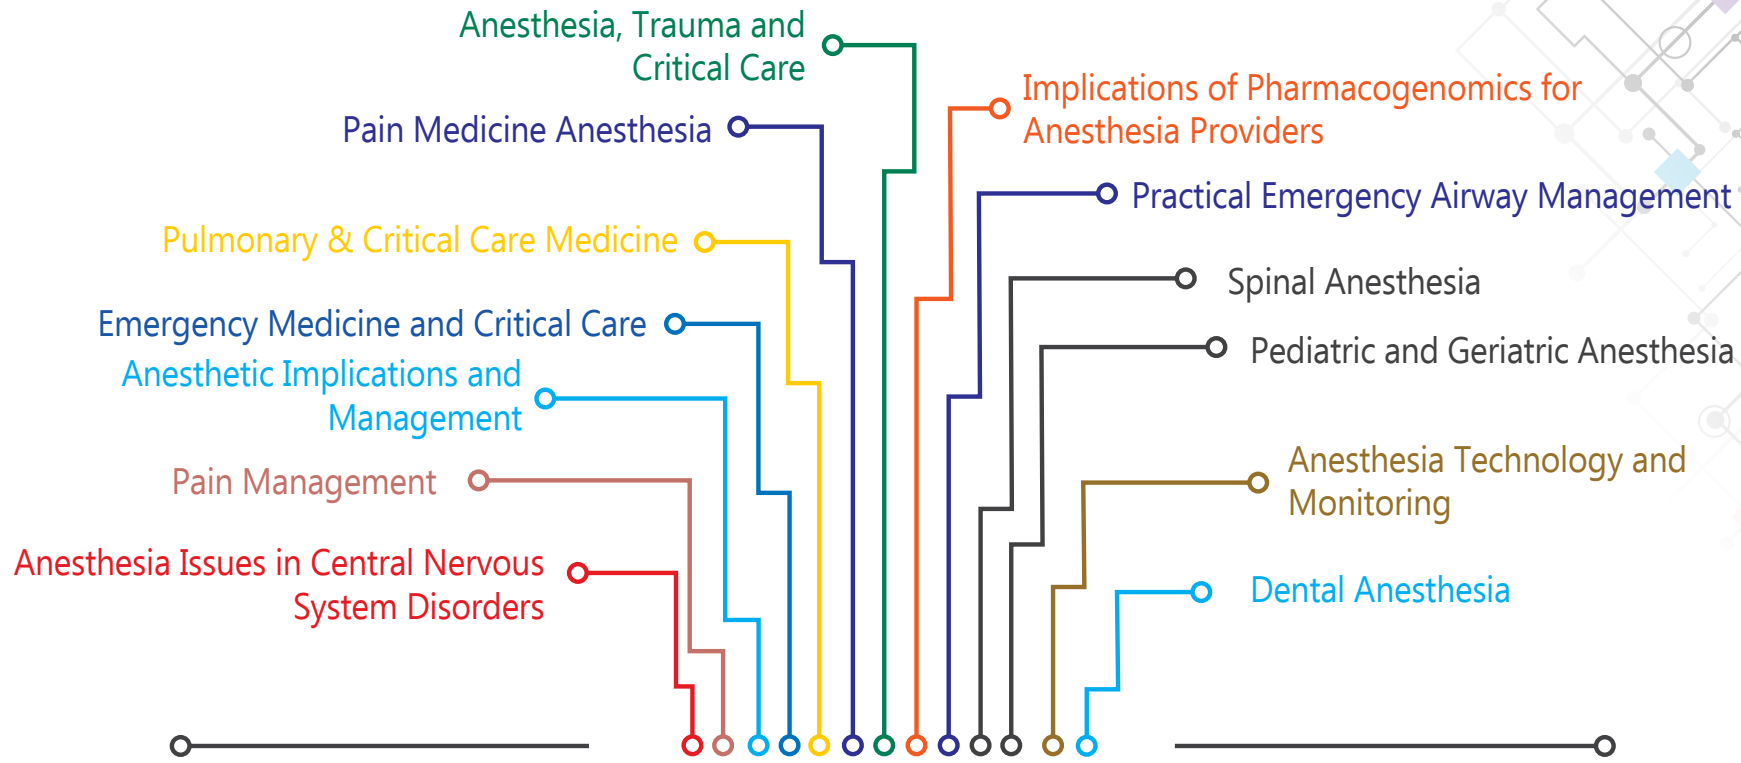 Anesthesia, Trauma and
Critical Care
Pain Medicine Anesthesia
Pulmonary & Critical Care Medicine
Emergency Medicine and Critical Care
Anesthetic Implications and
Management
Pain Management
Anesthesia Issues in Central Nervous
System Disorders
Implications of Pharmacogenomics for
Anesthesia Providers
Practical Emergency Airway Management
Spinal Anesthesia
Pediatric and Geriatric Anesthesia
Anesthesia Technology and
Monitoring
Dental Anesthesia